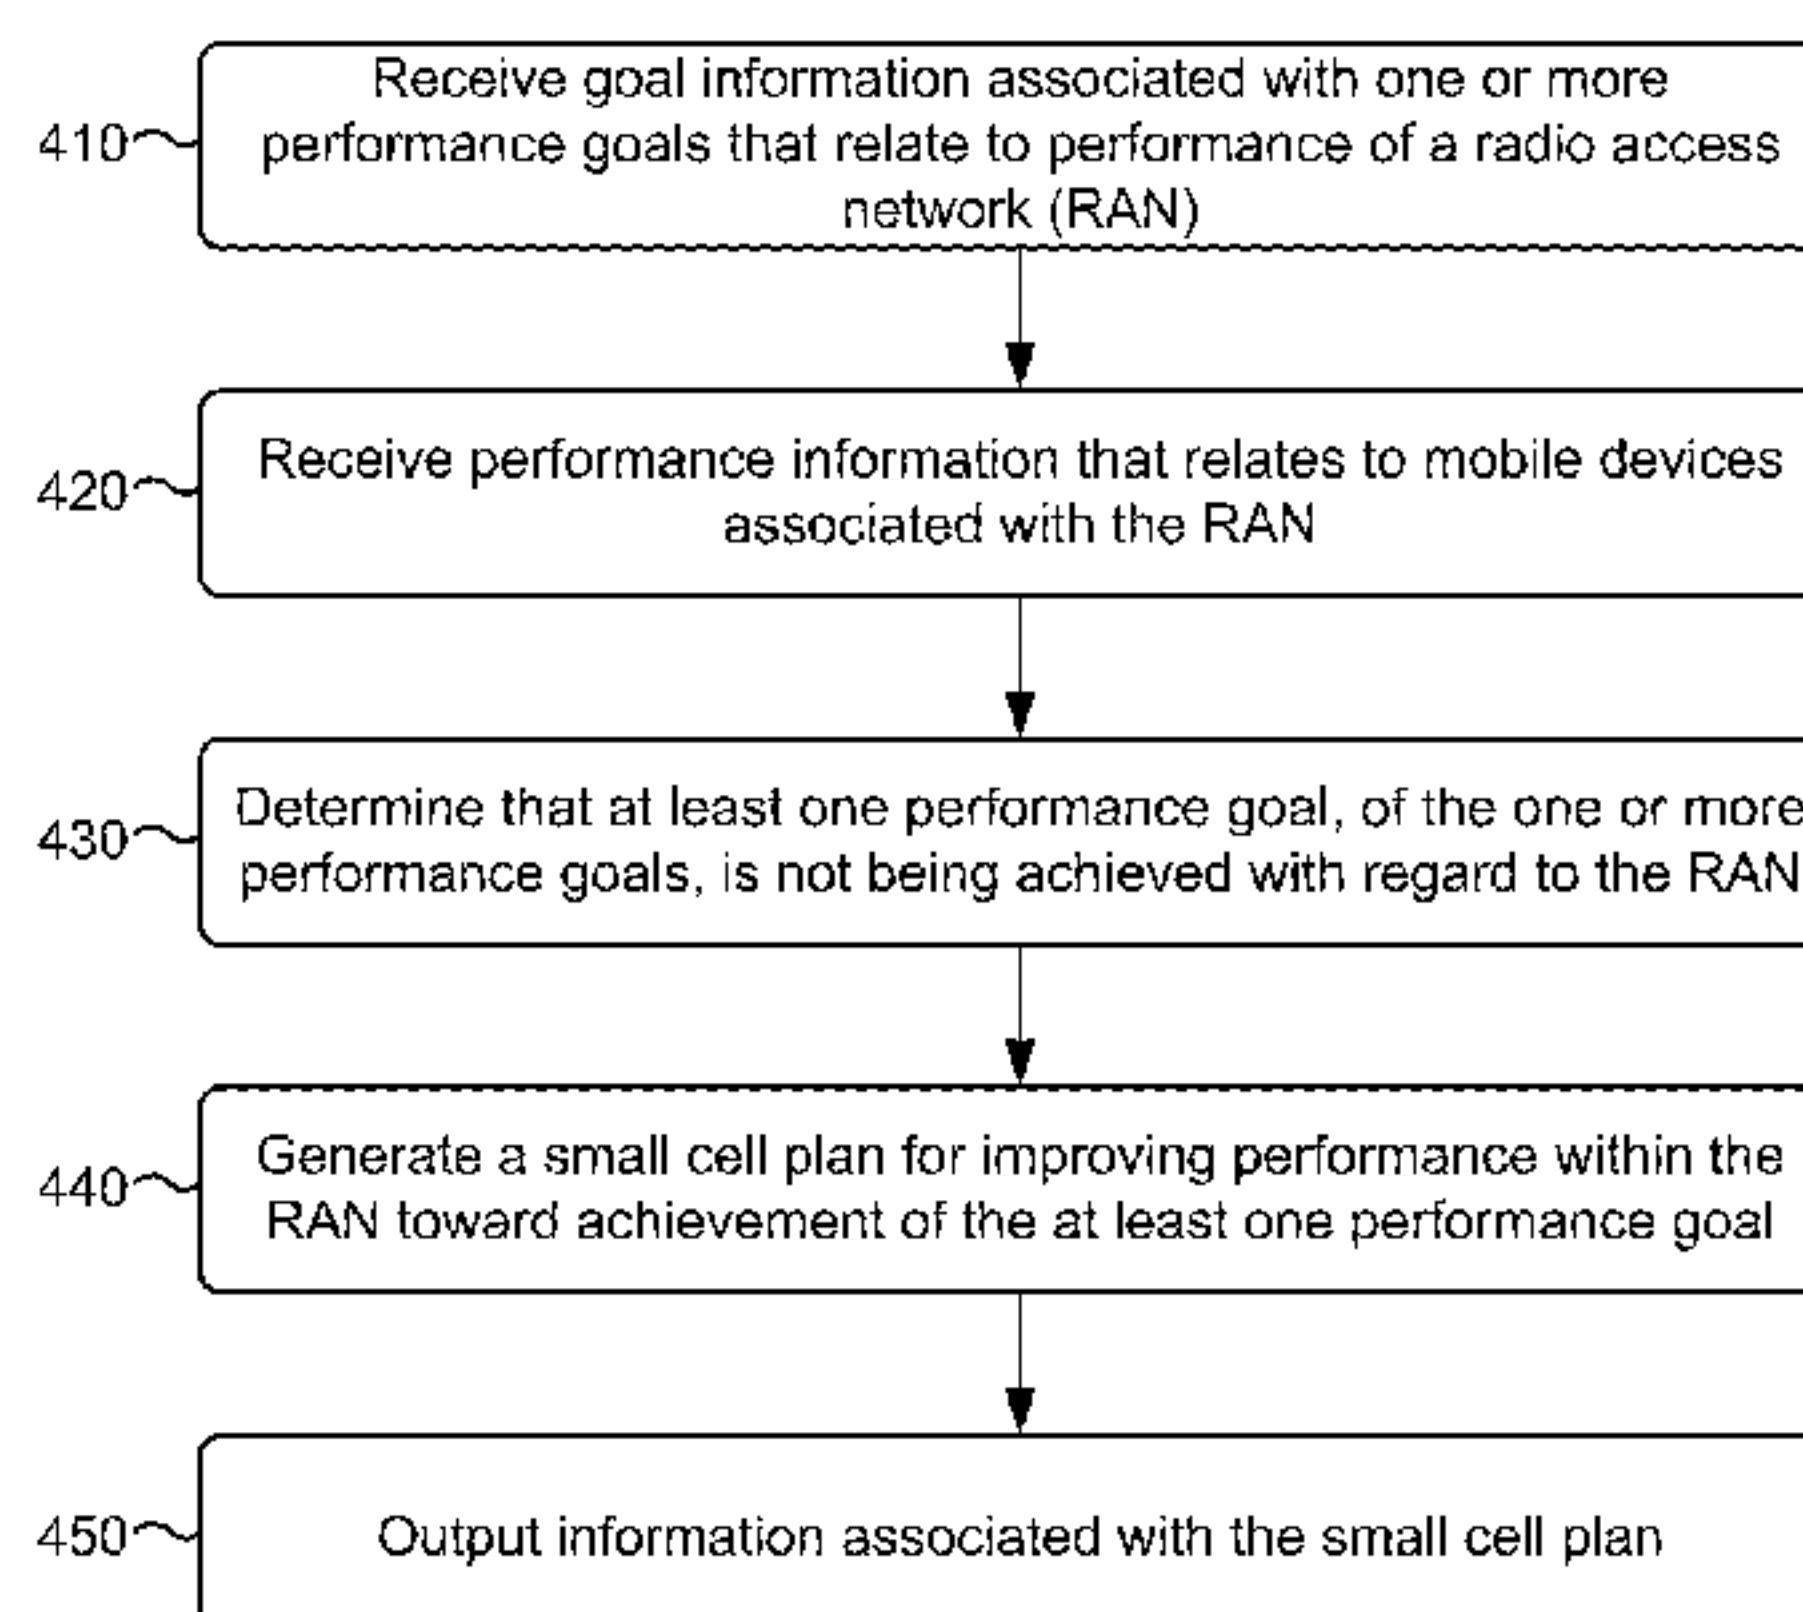 410
Receive goal information associated with one or more
performance goals that relate to performance of a radio access
network (RAN)
420
Receive performance information that relates to mobile devices
associated with the RAN
430
Determine that at least one performance goal, of the one or more
performance goals, is not being achieved with regard to the RAN
440
Generate a small cell plan for improving performance within the
RAN toward achievement of the at least one performance goal
450
Output information associated with the small cell plan